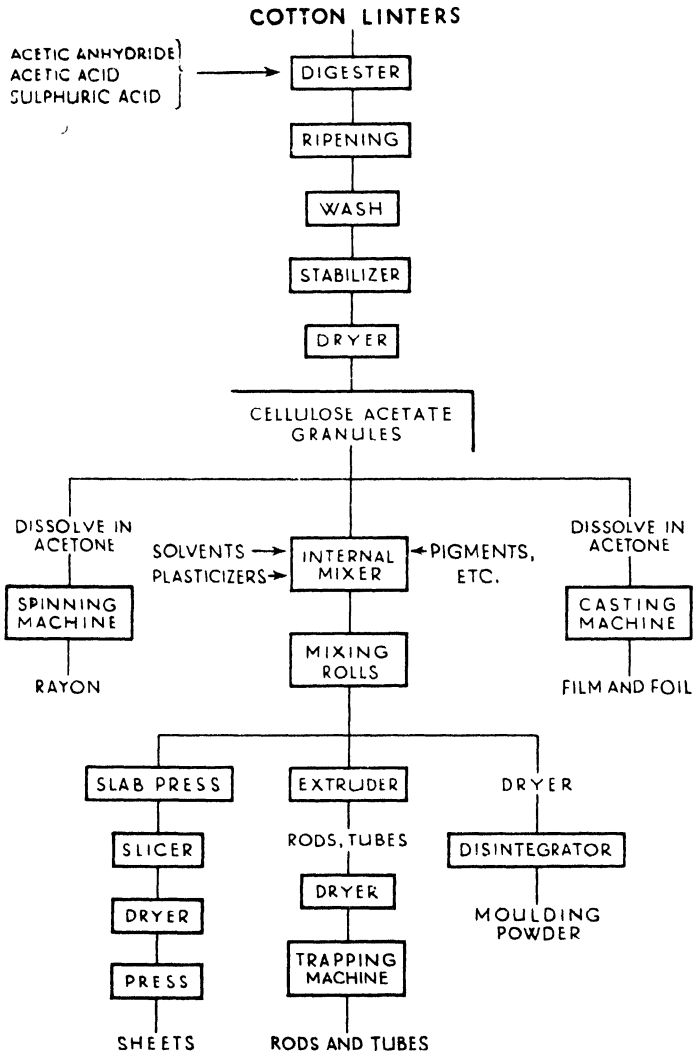 COTTON LINTERS
ACETIC ANHYDRIDE
ACETIC ACID
SULPHURIC ACID
DIGESTER
RIPENING
WASH
STABILIZER
DRYER
CELLULOSE ACETATE
GRANULES
DISSOLVE IN
ACETONE
SPINNING
MACHINE
RAYON
SOLVENTS
PLASTICIZERS
INTERNAL
MIXER
PIGMENTS,
ETC.
DISSOLVE IN
ACETONE
CASTING
MACHINE
FILM AND FOIL
MIXING
ROLLS
SLAB PRESS
SLICER
DRYER
PRESS
SHEETS
EXTRUDER
RODS, TUBES
DRYER
TRAPPING
MACHINE
RODS AND TUBES
DRYER
DISINTEGRATOR
MOULDING
POWDER